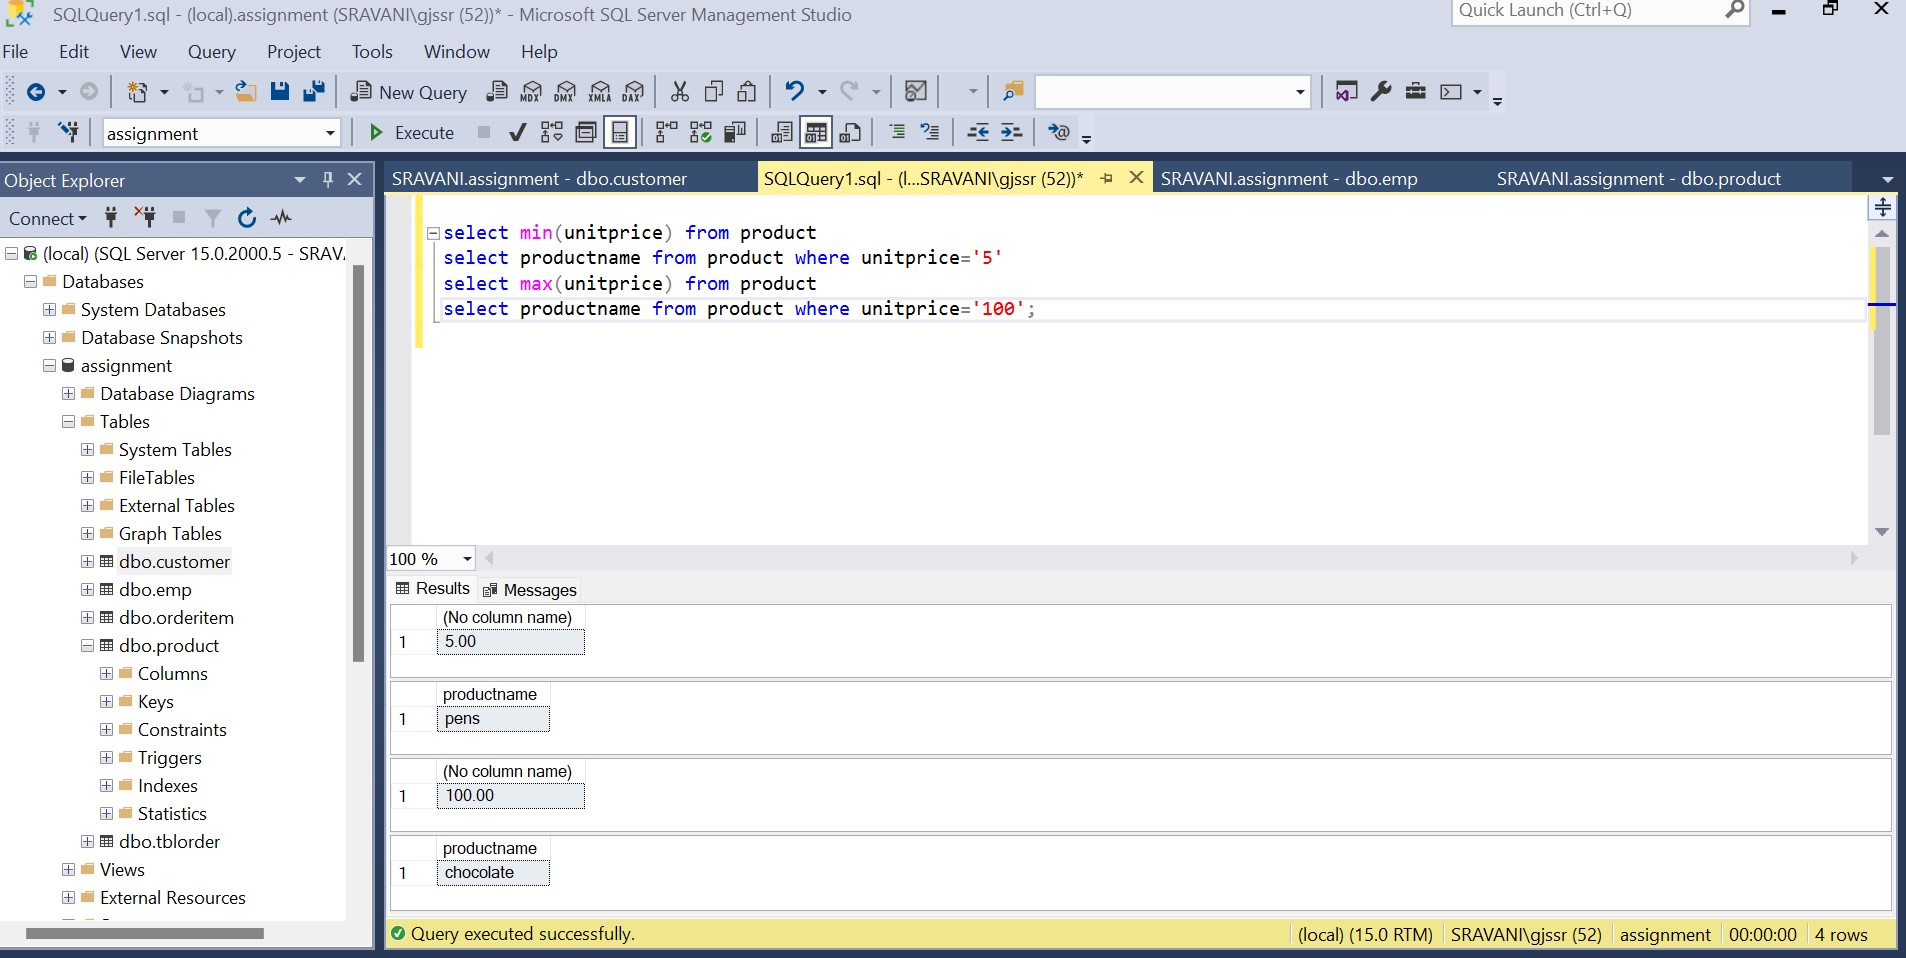 SQLQuery1.sql - (local).assignment (SRAVANI\gjssr (52))* - Microsoft SQL Server Management Studio
Quick Launch (Ctrl+Q)
File Edit View Query Project Tools Window Help
New Query MDX DMX XMLA DAX
assignment Execute
Object Explorer
Connect
(local) (SQL Server 15.0.2000.5 - SRAV
Databases
System Databases
Database Snapshots
assignment
Database Diagrams
Tables
System Tables
FileTables
External Tables
Graph Tables
dbo.customer
dbo.emp
dbo.orderitem
dbo.product
Columns
Keys
Constraints
Triggers
Indexes
Statistics
dbo.tblorder
Views
External Resources
SRAVANI.assignment - dbo.customer
SQLQuery1.sql - (l...SRAVANI\gjssr (52))*
SRAVANI.assignment - dbo.emp
SRAVANI.assignment - dbo.product
select min(unitprice) from product
select productname from product where unitprice='5'
select max(unitprice) from product
select productname from product where unitprice='100';
100 %
Results Messages
(No column name)
1 5.00
productname
1 pens
(No column name)
1 100.00
productname
1 chocolate
Query executed successfully.
(local) (15.0 RTM) SRAVANI\gjssr (52) assignment 00:00:00 4 rows